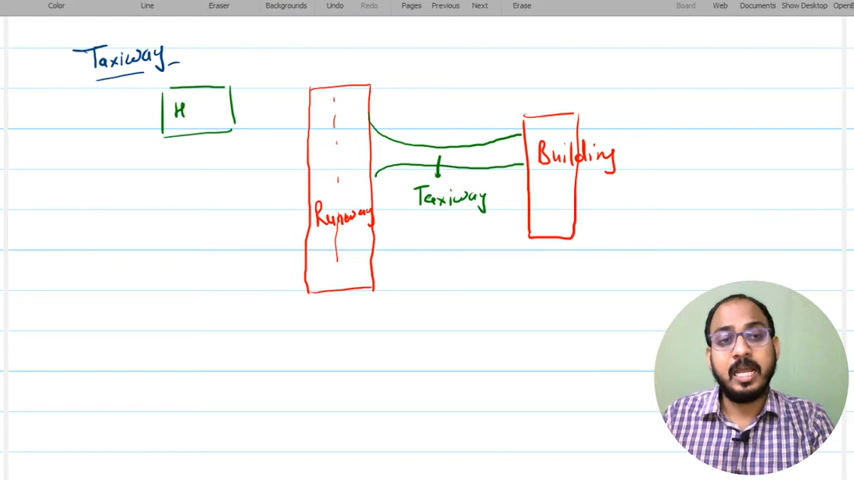 Color Line Eraser Backgrounds Undo Redo Pages Previous Next Erase Board Web Documents Show Desktop OpenB
Taxiway
H
Building
Taxiway
Runway